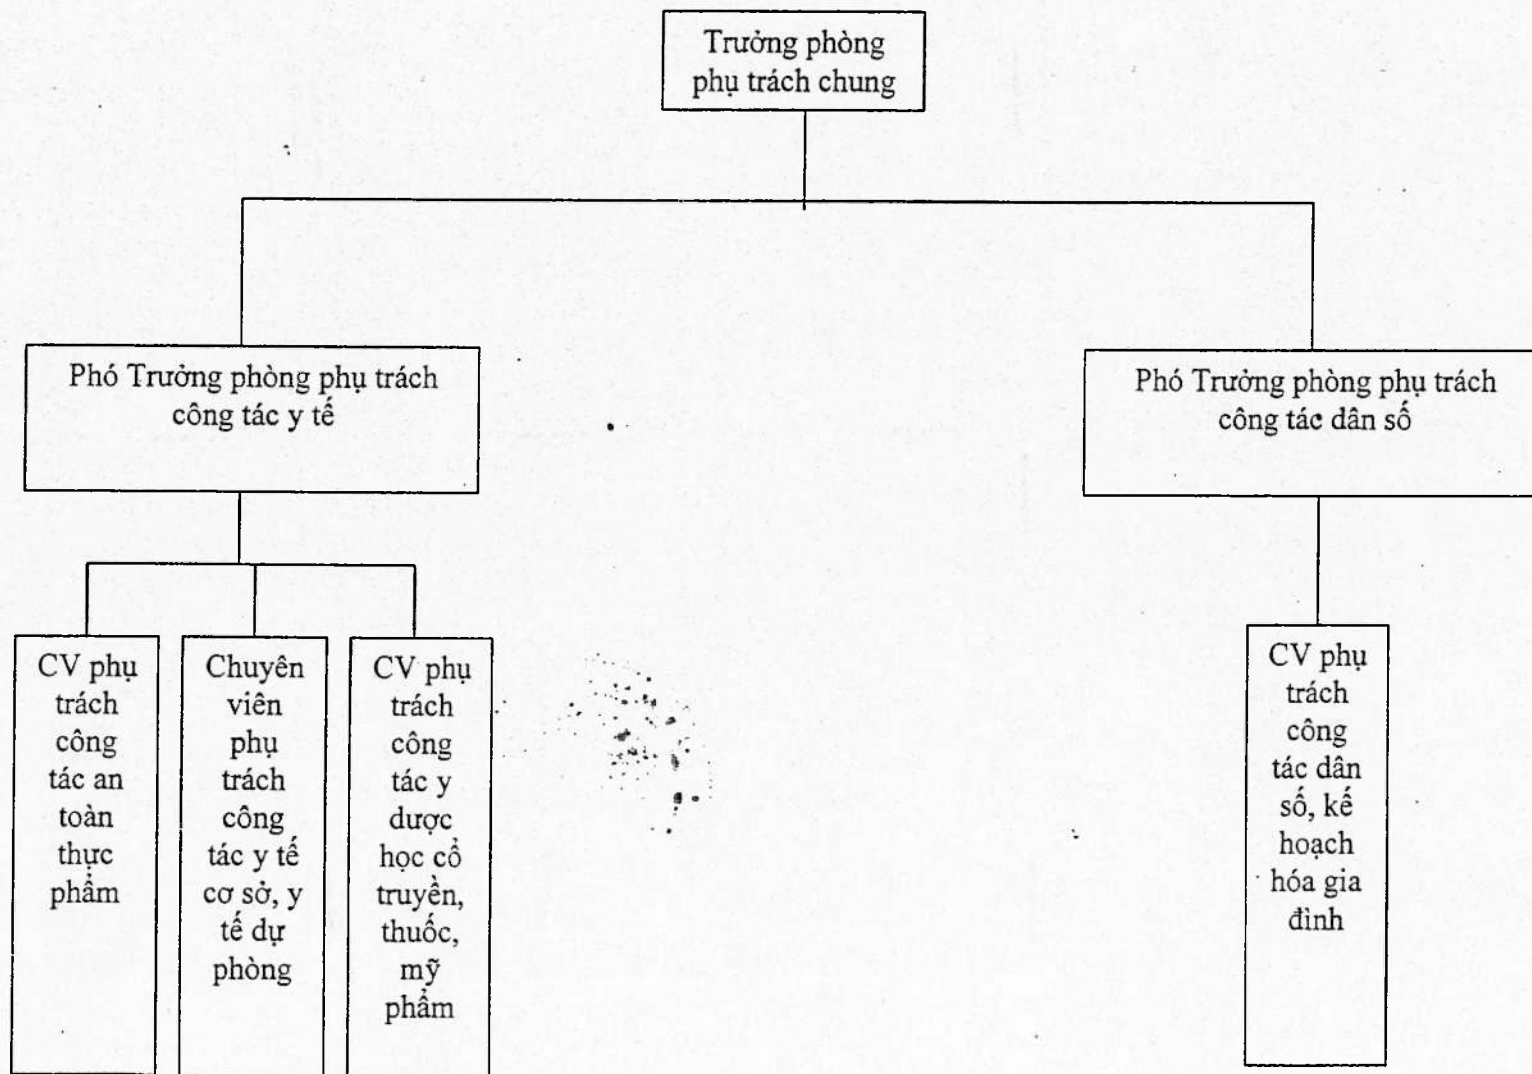 Trưởng phòng
phụ trách chung
Phó Trưởng phòng phụ trách
công tác y tế
Phó Trưởng phòng phụ trách
công tác dân số
CV phụ
trách
công
tác an
toàn
thực
phẩm
Chuyên
viên
phụ
trách
công
tác y tế
cơ sở, y
tế dự
phòng
CV phụ
trách
công
tác y
dược
học cổ
truyền,
thuốc,
mỹ
phẩm
CV phụ
trách
công
tác dân
số, kế
hoạch
hóa gia
đình